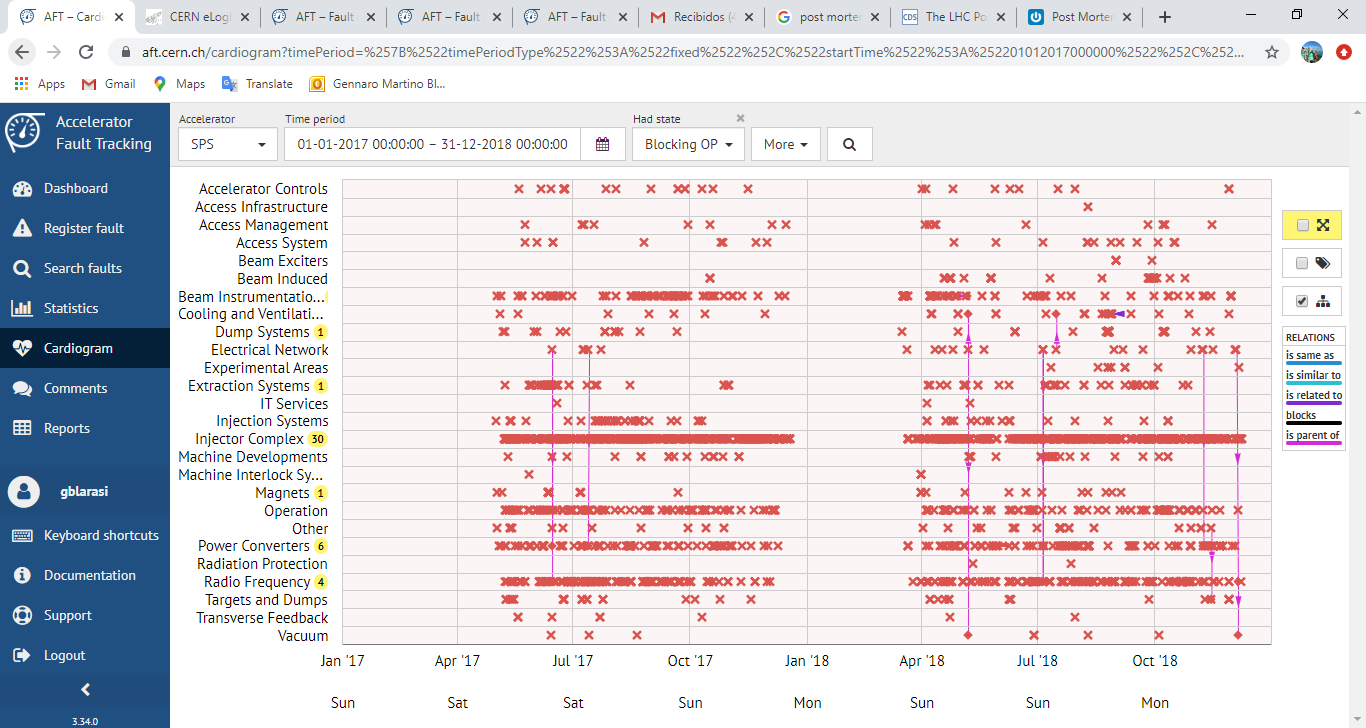 AFT – Cardi
CERN eLogl
AFT – Fault
AFT – Fault
AFT – Fault
Recibidos (4
post morte
The LHC Po
Post Morte
aft.cern.ch/cardiogram?timePeriod=%257B%2522timePeriodType%2522%253A%2522fixed%2522%252C%2522startTime%2522%253A%252201012017000000%2522%252C%252...
Apps
Gmail
Maps
Translate
Gennaro Martino Bl...
Accelerator
Fault Tracking
Dashboard
Register fault
Search faults
Statistics
Cardiogram
Comments
Reports
gblarasi
Keyboard shortcuts
Documentation
Support
Logout
3.34.0
Accelerator
SPS
Time period
01-01-2017 00:00:00 – 31-12-2018 00:00:00
Had state
Blocking OP
More
Accelerator Controls
Access Infrastructure
Access Management
Access System
Beam Exciters
Beam Induced
Beam Instrumentatio...
Cooling and Ventilati...
Dump Systems 1
Electrical Network
Experimental Areas
Extraction Systems 1
IT Services
Injection Systems
Injector Complex 30
Machine Developments
Machine Interlock Sy...
Magnets 1
Operation
Other
Power Converters 6
Radiation Protection
Radio Frequency 4
Targets and Dumps
Transverse Feedback
Vacuum
Jan '17 Apr '17 Jul '17 Oct '17 Jan '18 Apr '18 Jul '18 Oct '18
Sun Sat Sat Sun Mon Sun Sun Mon
RELATIONS
is same as
is similar to
is related to
blocks
is parent of